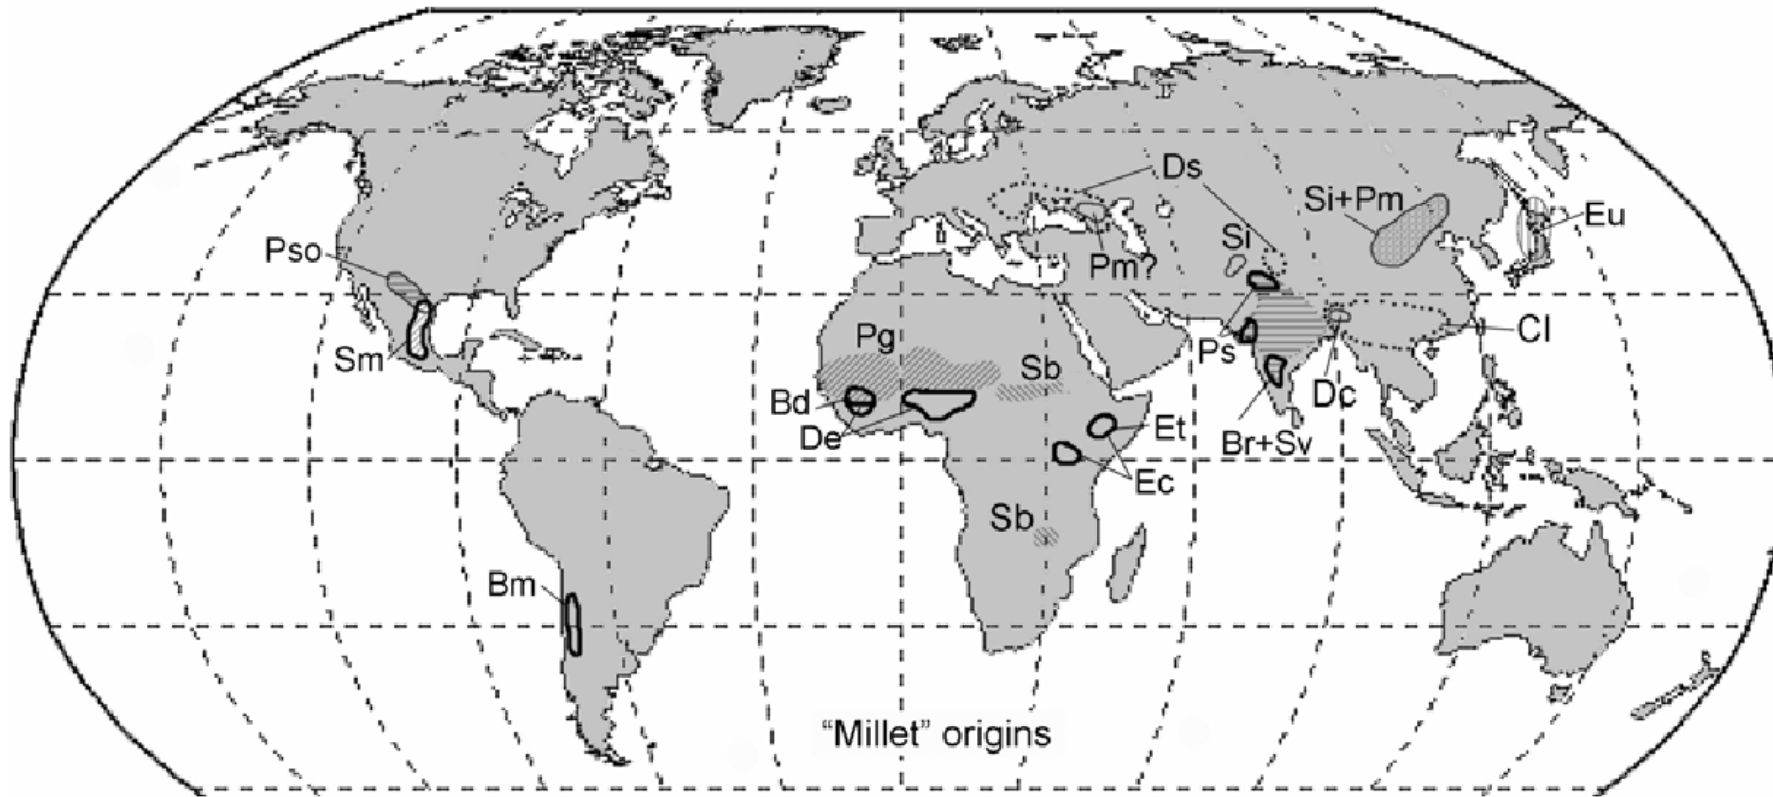 Ds
Si+Pm
Eu
Pso
Si
Pm?
Sm
Pg
Sb
Ps
Cl
Bd
De
Et
Br+Sv
Dc
Ec
Sb
Bm
“Millet” origins